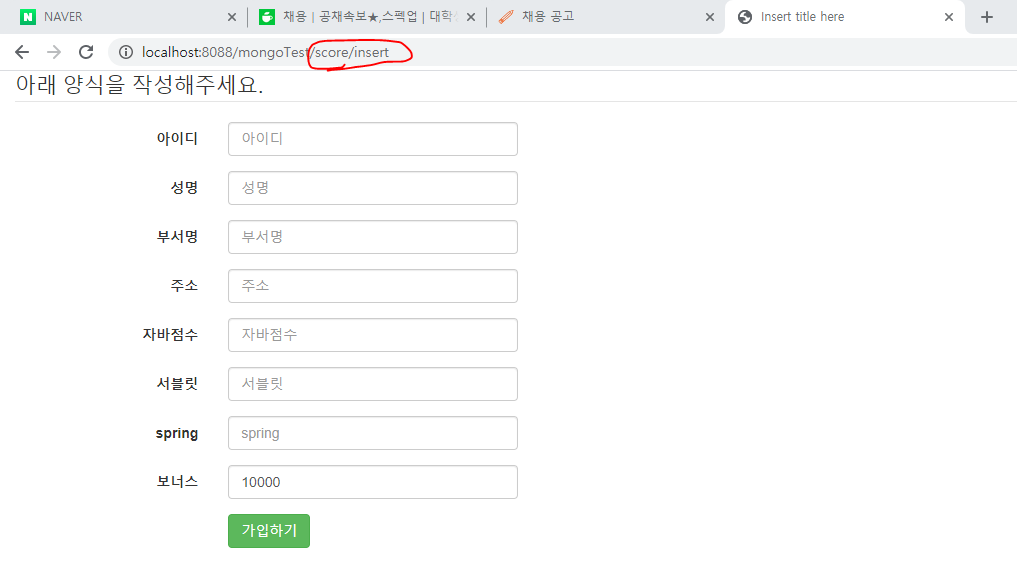 NAVER
채용 | 공채속보★,스펙업 | 대학
채용 공고
Insert title here
localhost:8088/mongoTest/score/insert
아래 양식을 작성해주세요.
아이디 아이디
성명 성명
부서명 부서명
주소 주소
자바점수 자바점수
서블릿 서블릿
spring spring
보너스 10000
가입하기